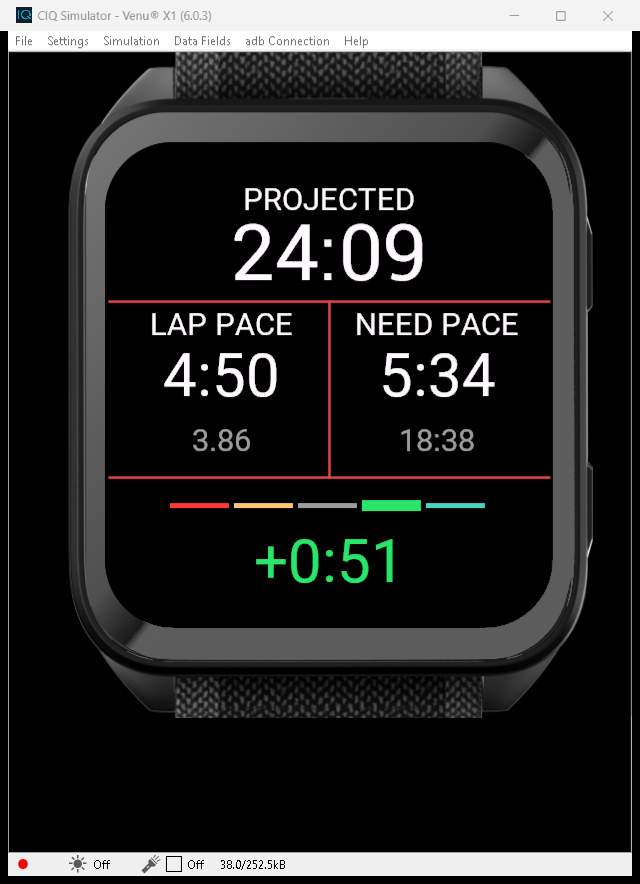 IQ CIQ Simulator - Venu® X1 (6.0.3)
File Settings Simulation Data Fields adb Connection Help
PROJECTED
24:09
LAP PACE NEED PACE
4:50 5:34
3.86 18:38
+0:51
Off Off 38.0/252.5kB